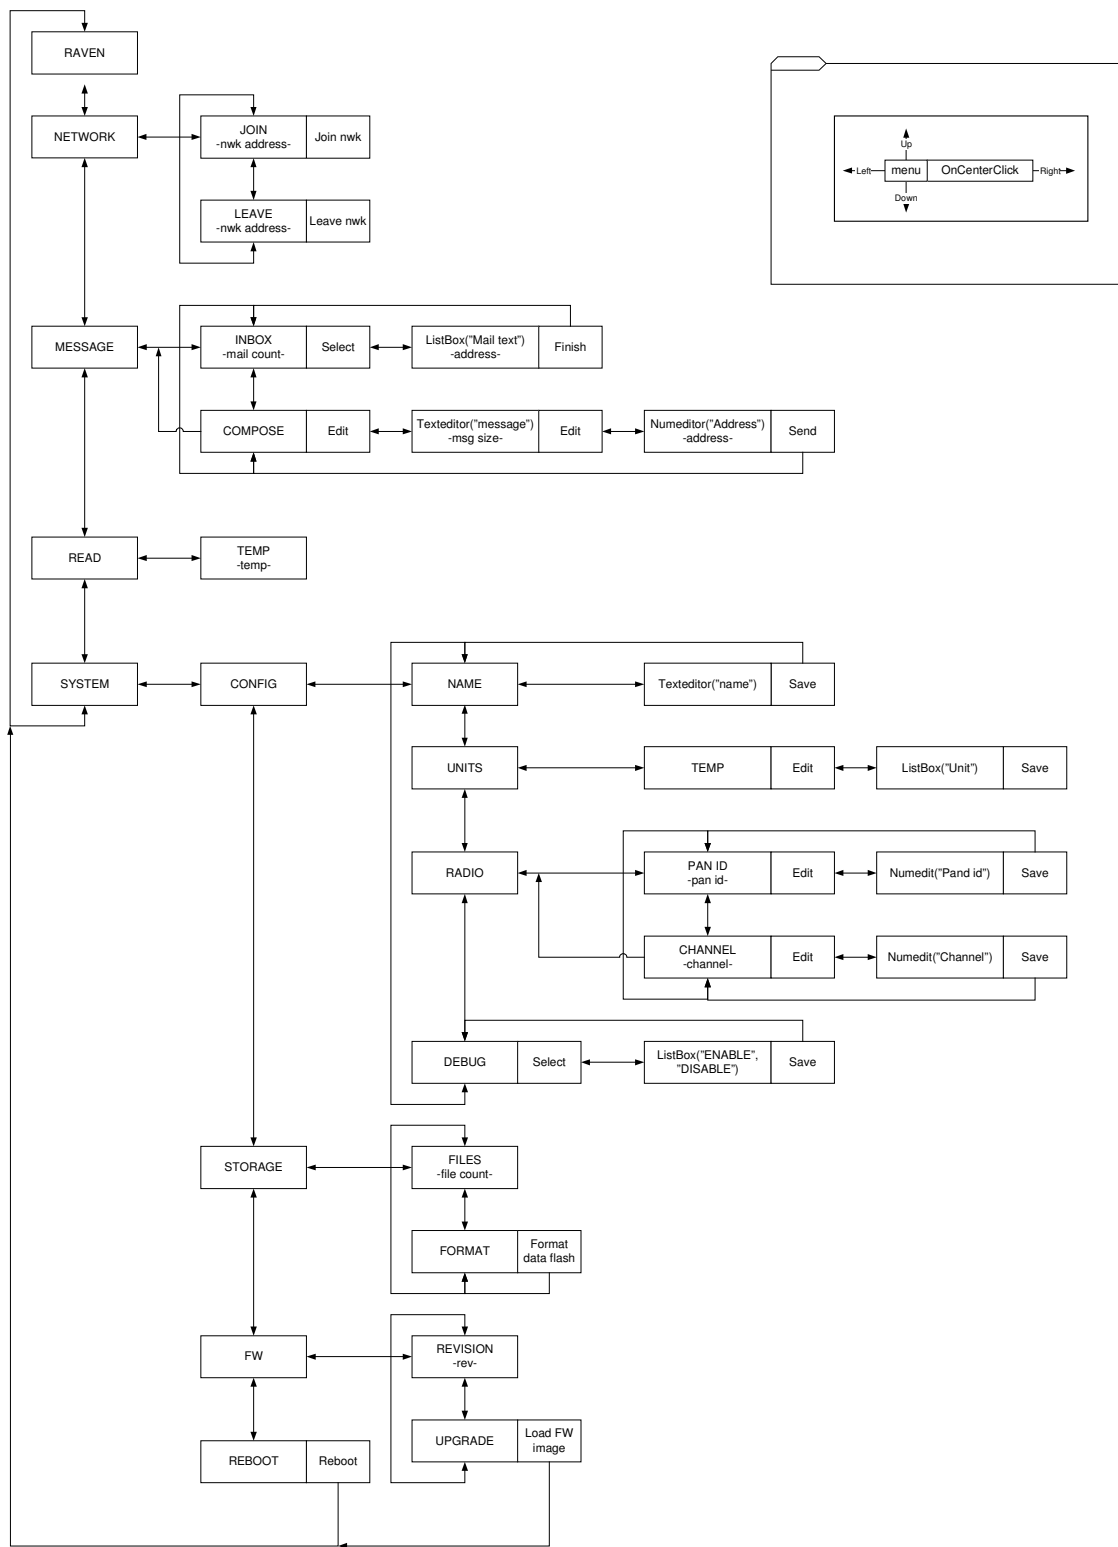 RAVEN
NETWORK
JOIN
-nwk address-
Join nwk
LEAVE
-nwk address-
Leave nwk
Up
Left
menu
OnCenterClick
Right
Down
MESSAGE
INBOX
-mail count-
Select
ListBox("Mail text")
-address-
Finish
COMPOSE
Edit
Texteditor("message")
-msg size-
Edit
Numeditor("Address")
-address-
Send
READ
TEMP
-temp-
SYSTEM
CONFIG
NAME
Texteditor("name")
Save
UNITS
TEMP
Edit
ListBox("Unit")
Save
RADIO
PAN ID
-pan id-
Edit
Numedit("Pand id")
Save
CHANNEL
-channel-
Edit
Numedit("Channel")
Save
DEBUG
Select
ListBox("ENABLE",
"DISABLE")
Save
STORAGE
FILES
-file count-
FORMAT
Format
data flash
FW
REVISION
-rev-
UPGRADE
Load FW
image
REBOOT
Reboot